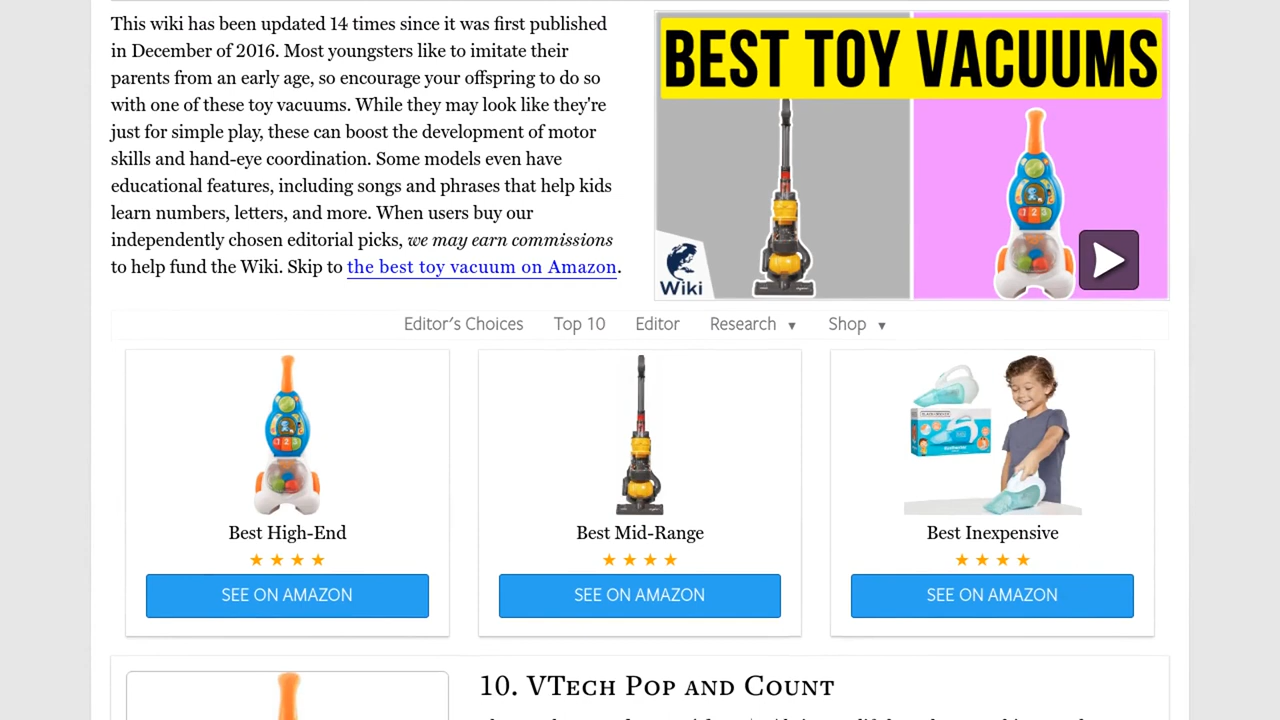 This wiki has been updated 14 times since it was first published
in December of 2016. Most youngsters like to imitate their
parents from an early age, so encourage your offspring to do so
with one of these toy vacuums. While they may look like they're
just for simple play, these can boost the development of motor
skills and hand-eye coordination. Some models even have
educational features, including songs and phrases that help kids
learn numbers, letters, and more. When users buy our
independently chosen editorial picks, we may earn commissions
to help fund the Wiki. Skip to the best toy vacuum on Amazon.
BEST TOY VACUUMS
Wiki
Editor's Choices Top 10 Editor Research ▼ Shop ▼
Best High-End
★ ★ ★ ★
SEE ON AMAZON
Best Mid-Range
★ ★ ★ ★
SEE ON AMAZON
Best Inexpensive
★ ★ ★ ★
SEE ON AMAZON
10. VTech Pop and Count